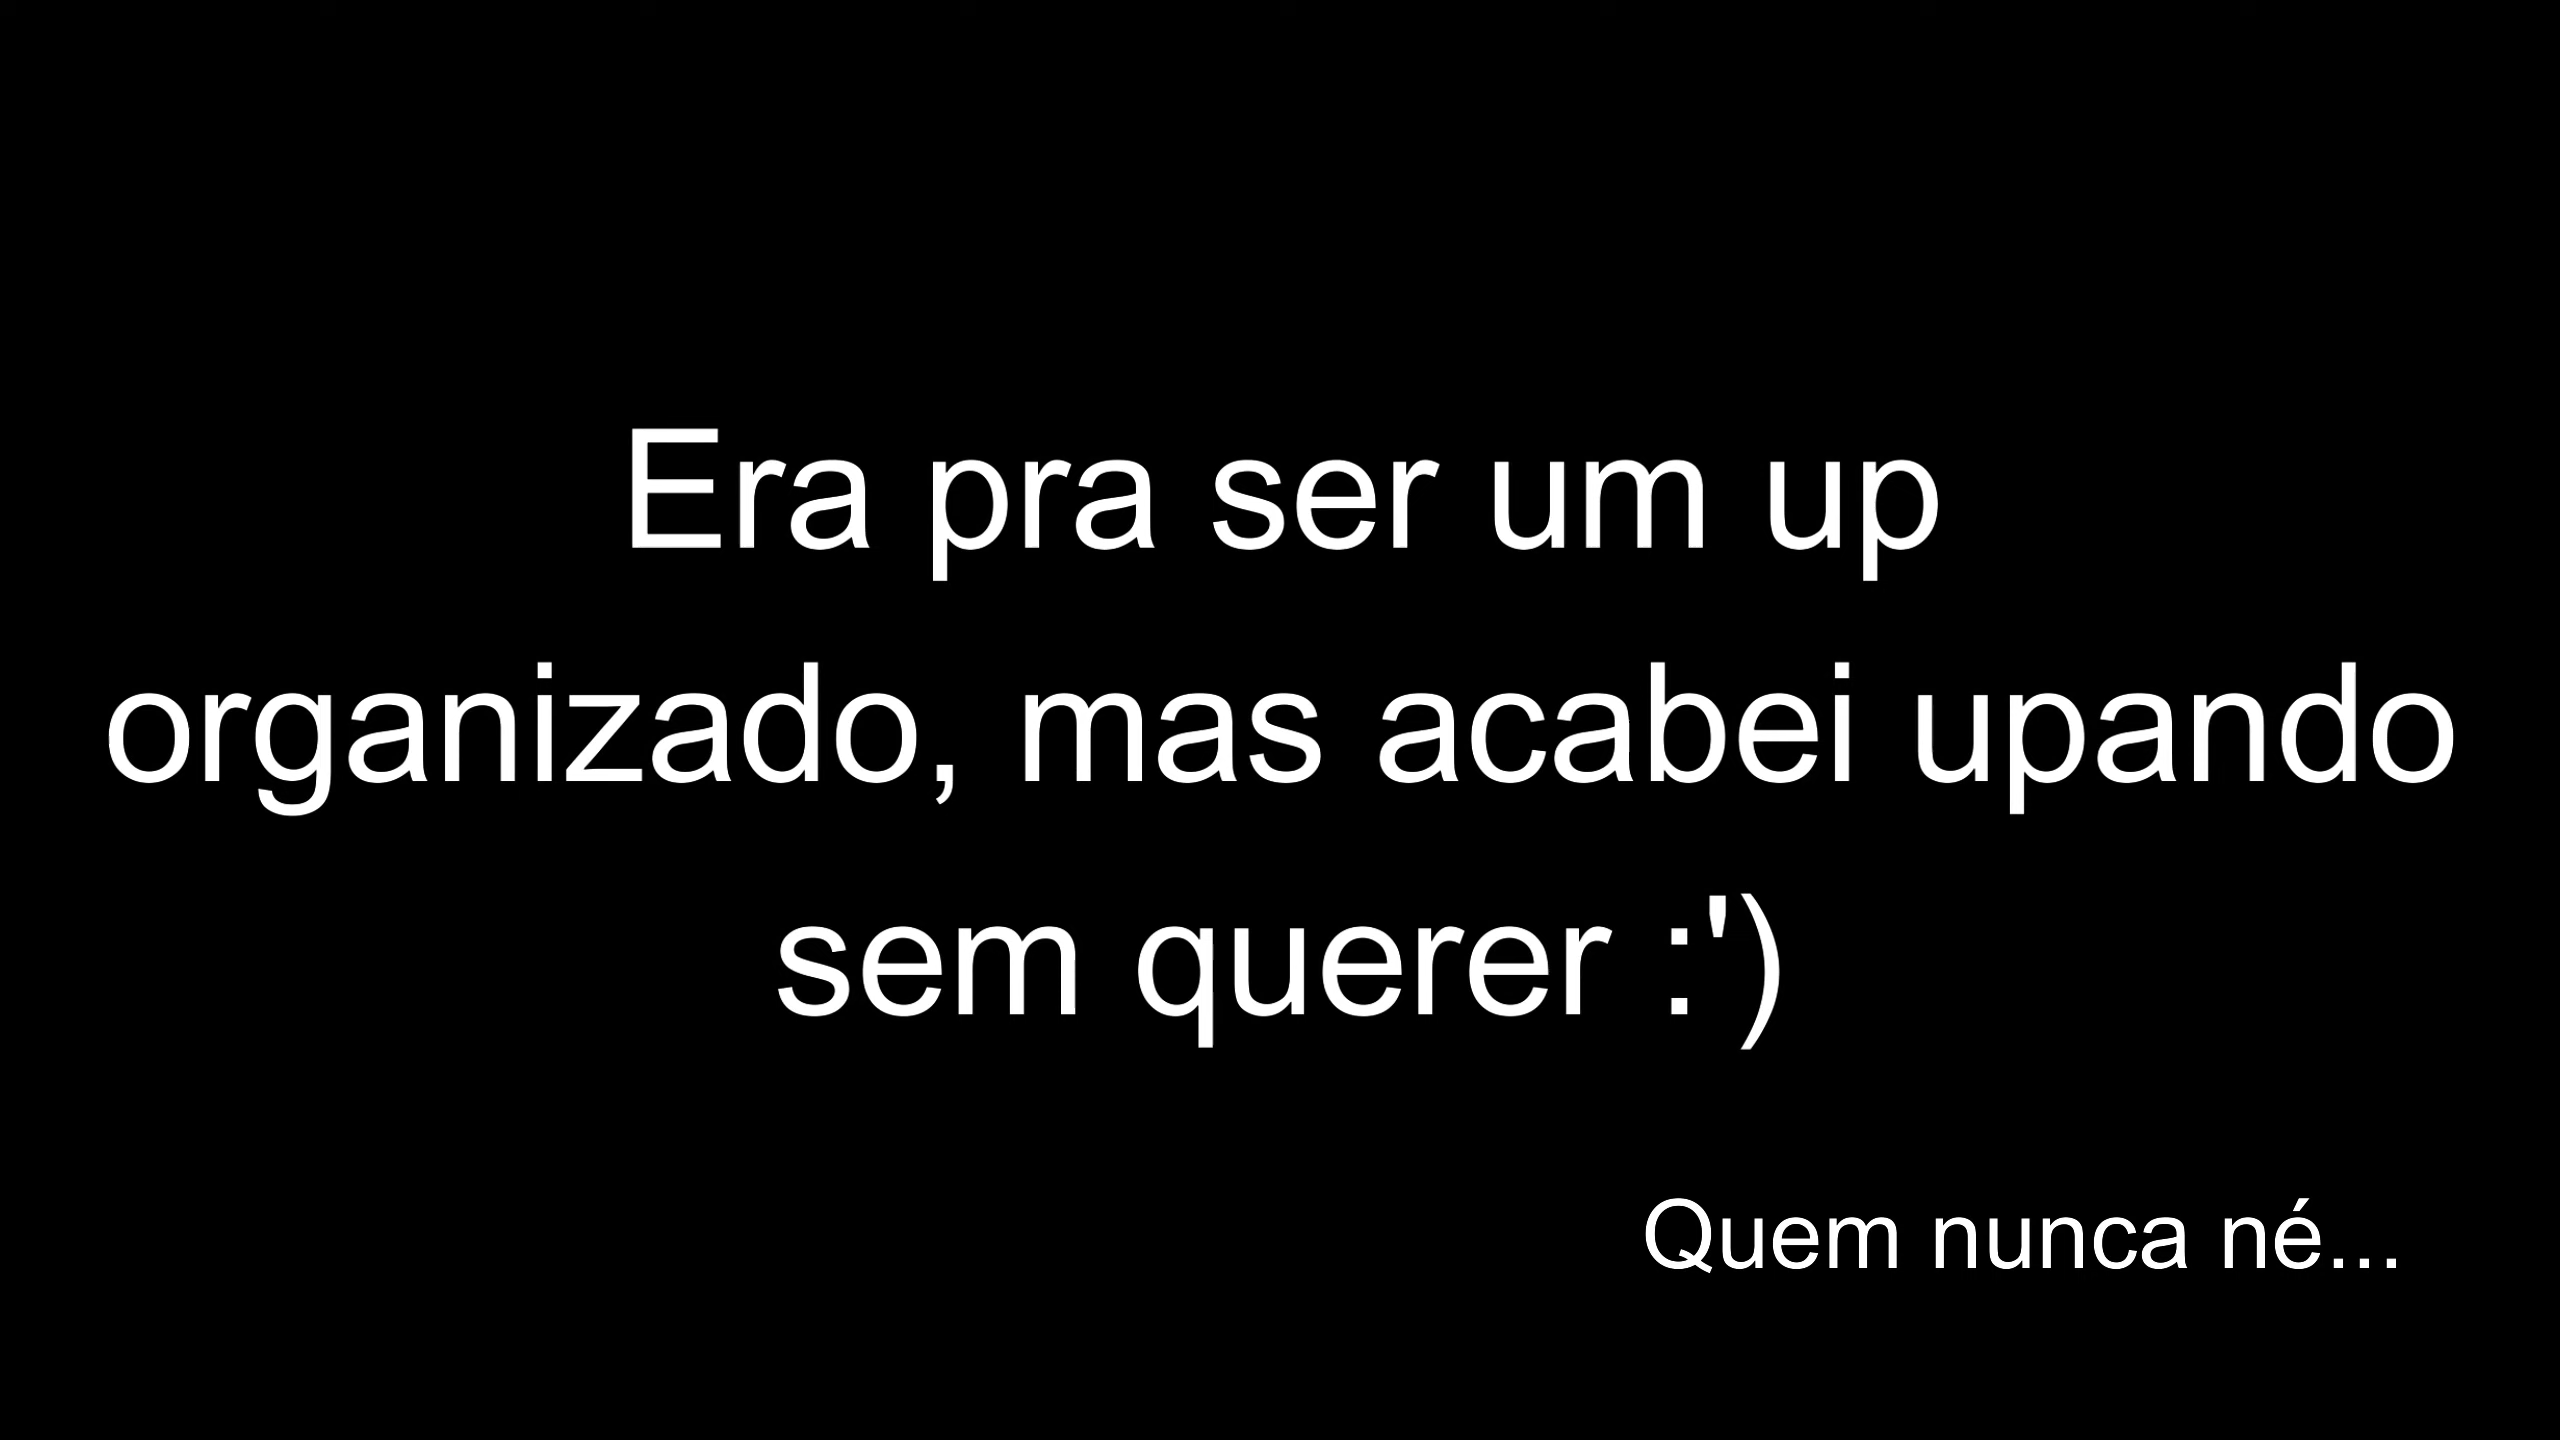 Era pra ser um up
organizado, mas acabei upando
sem querer :')
Quem nunca né...